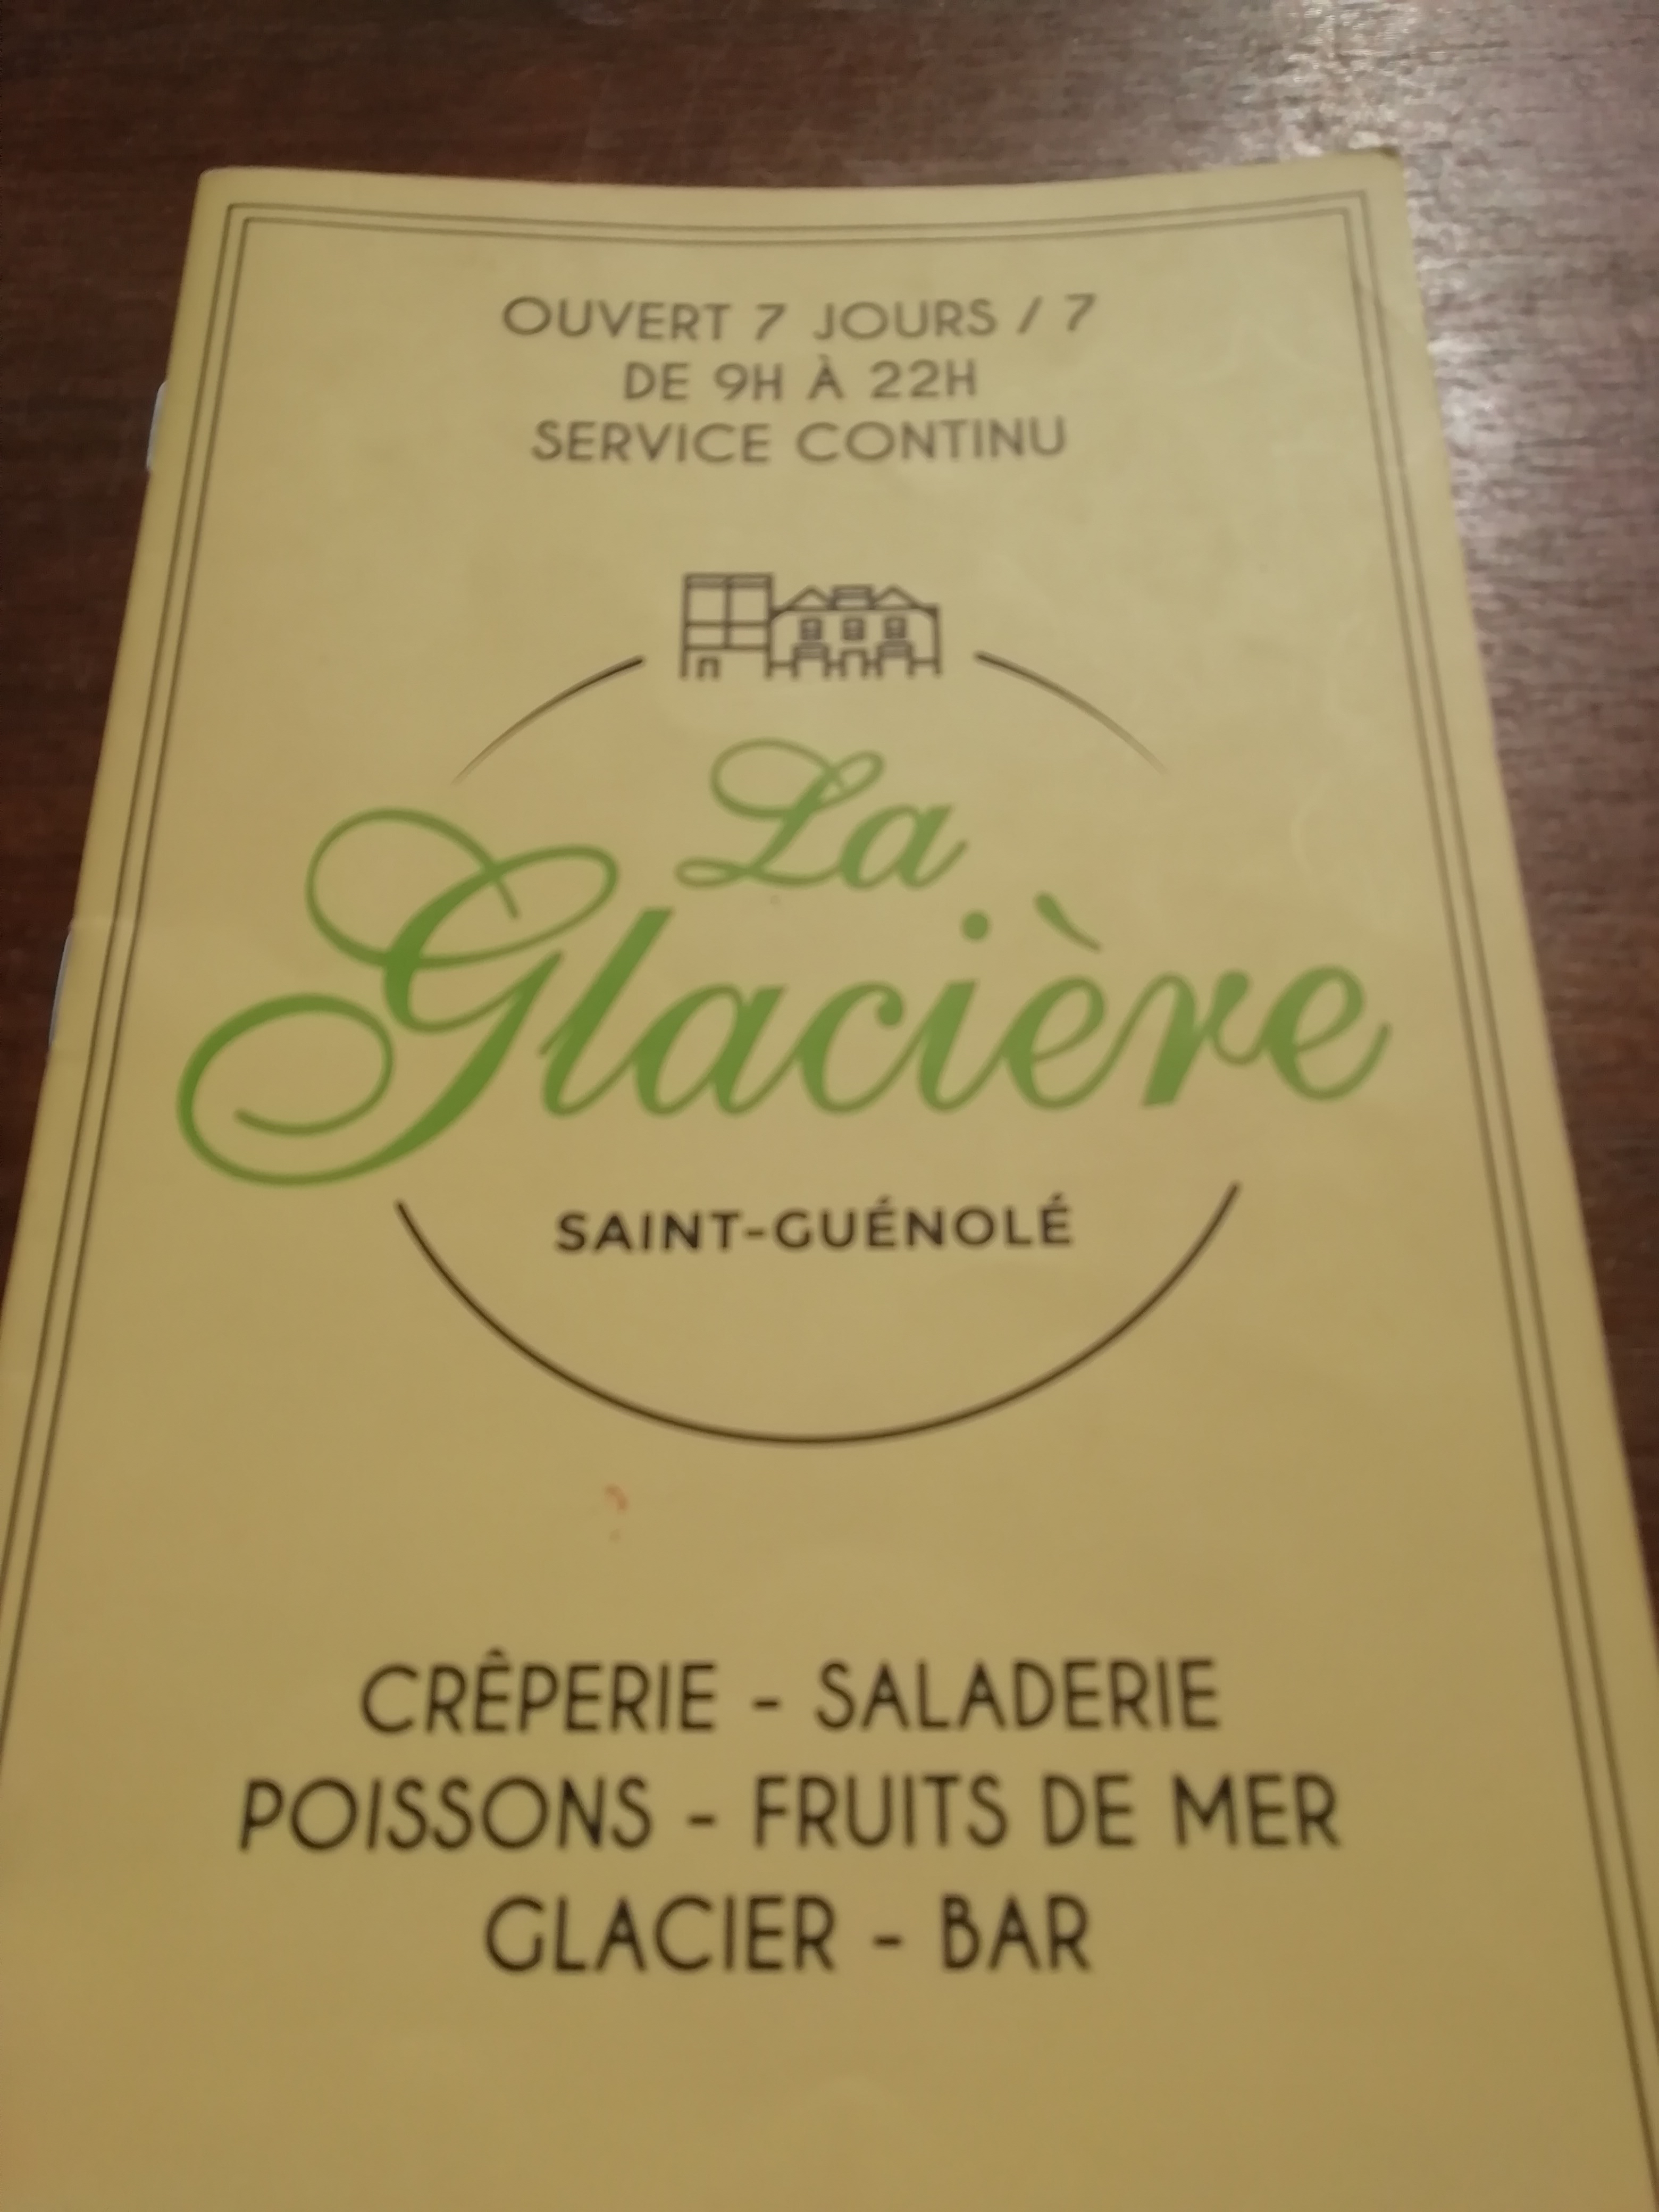 OUVERT 7 JOURS / 7
DE 9H À 22H
SERVICE CONTINU
La
Glacière
SAINT-GUÉNOLÉ
CRÊPERIE - SALADERIE
POISSONS - FRUITS DE MER
GLACIER - BAR